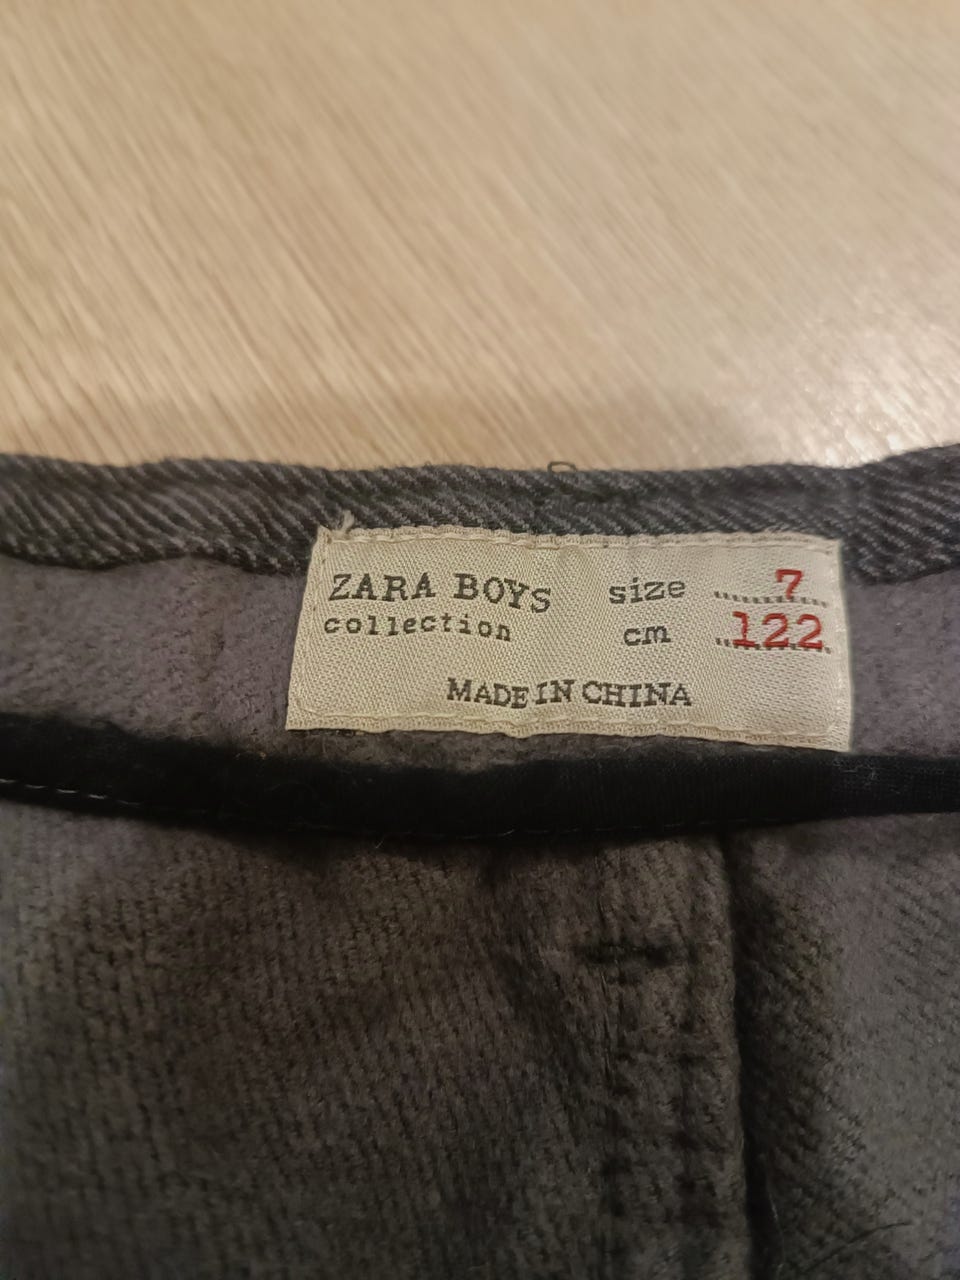 ZARA BOYS size 7
collection cm 122
MADE IN CHINA